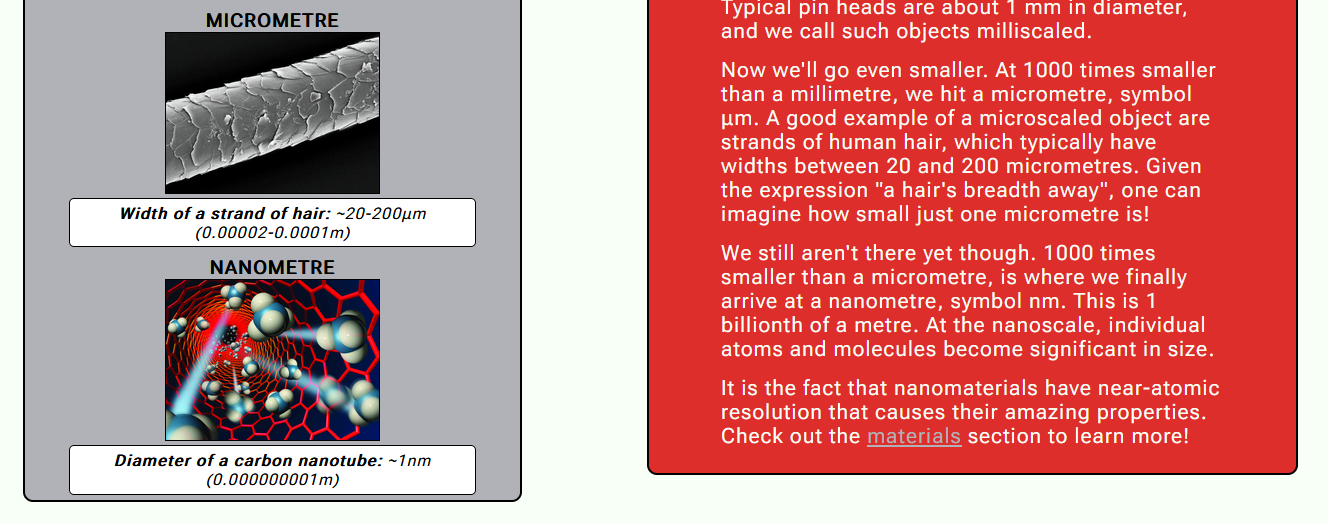 MICROMETRE
Width of a strand of hair: ~20-200µm
(0.00002-0.0001m)
NANOMETRE
Diameter of a carbon nanotube: ~1nm
(0.000000001m)
Typical pin heads are about 1 mm in diameter,
and we call such objects milliscaled.
Now we'll go even smaller. At 1000 times smaller
than a millimetre, we hit a micrometre, symbol
µm. A good example of a microscaled object are
strands of human hair, which typically have
widths between 20 and 200 micrometres. Given
the expression "a hair's breadth away", one can
imagine how small just one micrometre is!
We still aren't there yet though. 1000 times
smaller than a micrometre, is where we finally
arrive at a nanometre, symbol nm. This is 1
billionth of a metre. At the nanoscale, individual
atoms and molecules become significant in size.
It is the fact that nanomaterials have near-atomic
resolution that causes their amazing properties.
Check out the materials section to learn more!